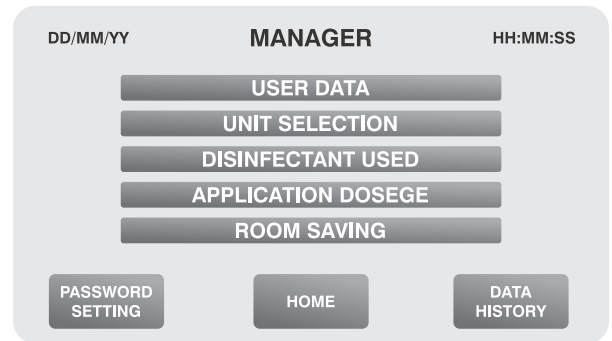 DD/MM/YY MANAGER HH:MM:SS
USER DATA
UNIT SELECTION
DISINFECTANT USED
APPLICATION DOSEGE
ROOM SAVING
PASSWORD
SETTING
HOME
DATA
HISTORY